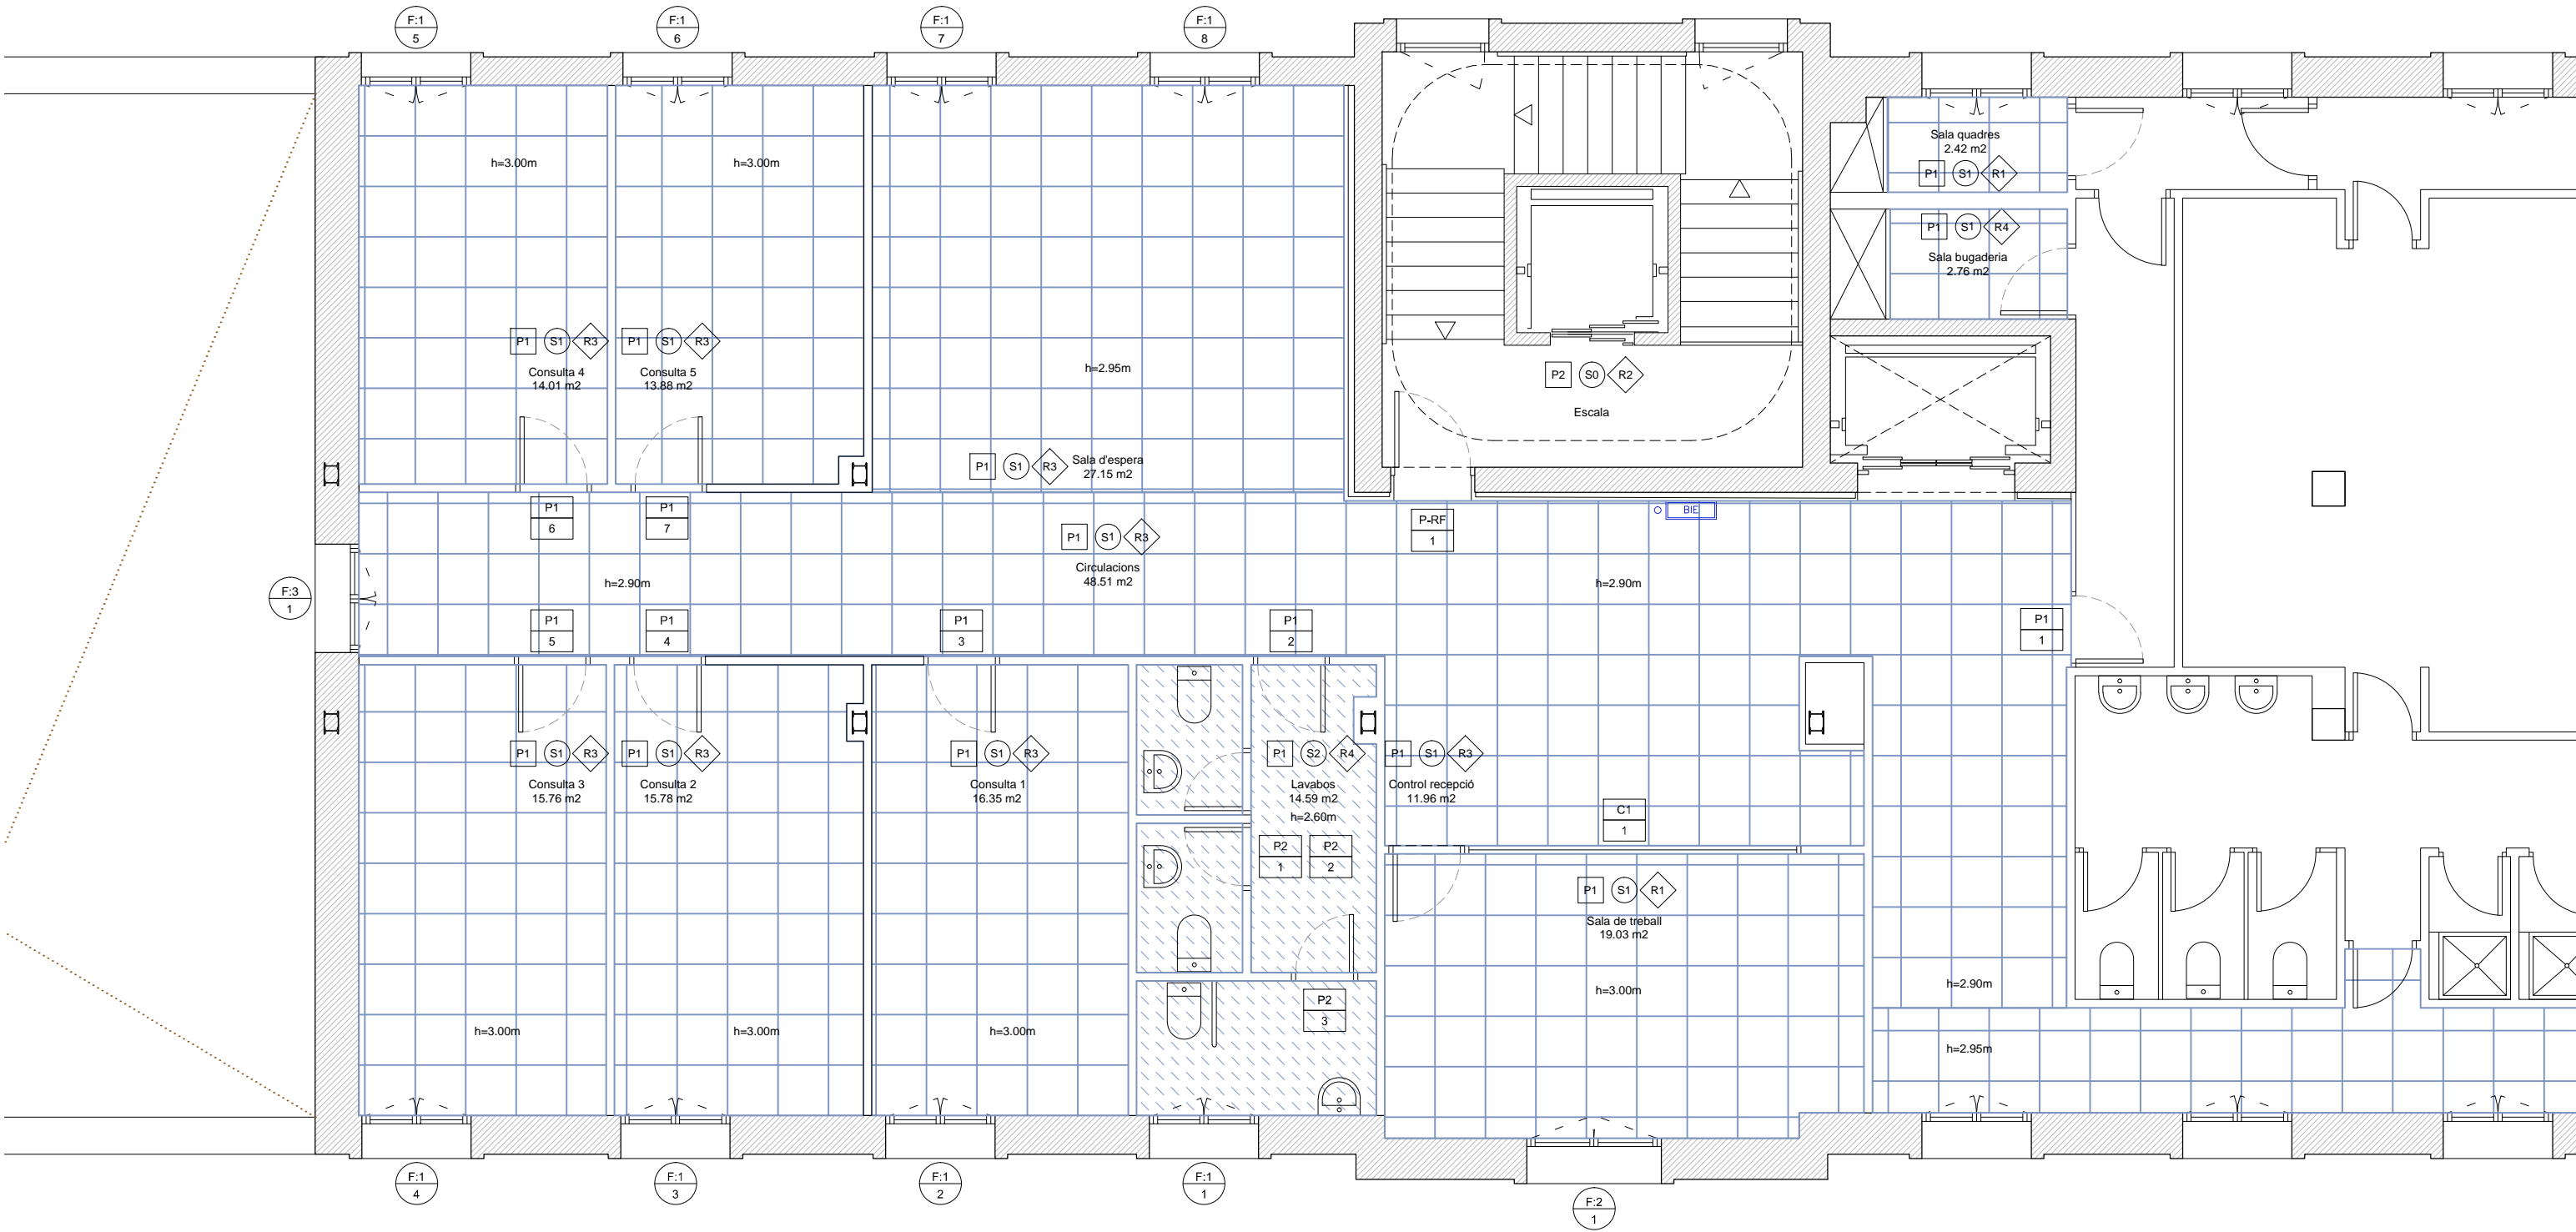 F:1
5
F:1
6
F:1
7
F:1
8
h=3.00m
h=3.00m
Sala quadres
2.42 m2
P1 S1 R1
P1 S1 R4
Sala bugaderia
2.76 m2
P1 S1 R3
Consulta 4
14.01 m2
P1 S1 R3
Consulta 5
13.88 m2
h=2.95m
P2 S0 R2
Escala
P1 S1 R3
Sala d'espera
27.15 m2
P1
6
P1
7
P1 S1 R3
Circulacions
48.51 m2
P-RF
1
BIE
F:3
1
h=2.90m
h=2.90m
P1
5
P1
4
P1
3
P1
2
P1
1
P1 S1 R3
Consulta 3
15.76 m2
P1 S1 R3
Consulta 2
15.78 m2
P1 S1 R3
Consulta 1
16.35 m2
P1 S2 R4
Lavabos
14.59 m2
h=2.60m
P1 S1 R3
Control recepció
11.96 m2
C1
1
P2
1
P2
2
P1 S1 R1
Sala de treball
19.03 m2
h=3.00m
h=2.90m
P2
3
h=3.00m
h=3.00m
h=3.00m
h=2.95m
F:1
4
F:1
3
F:1
2
F:1
1
F:2
1